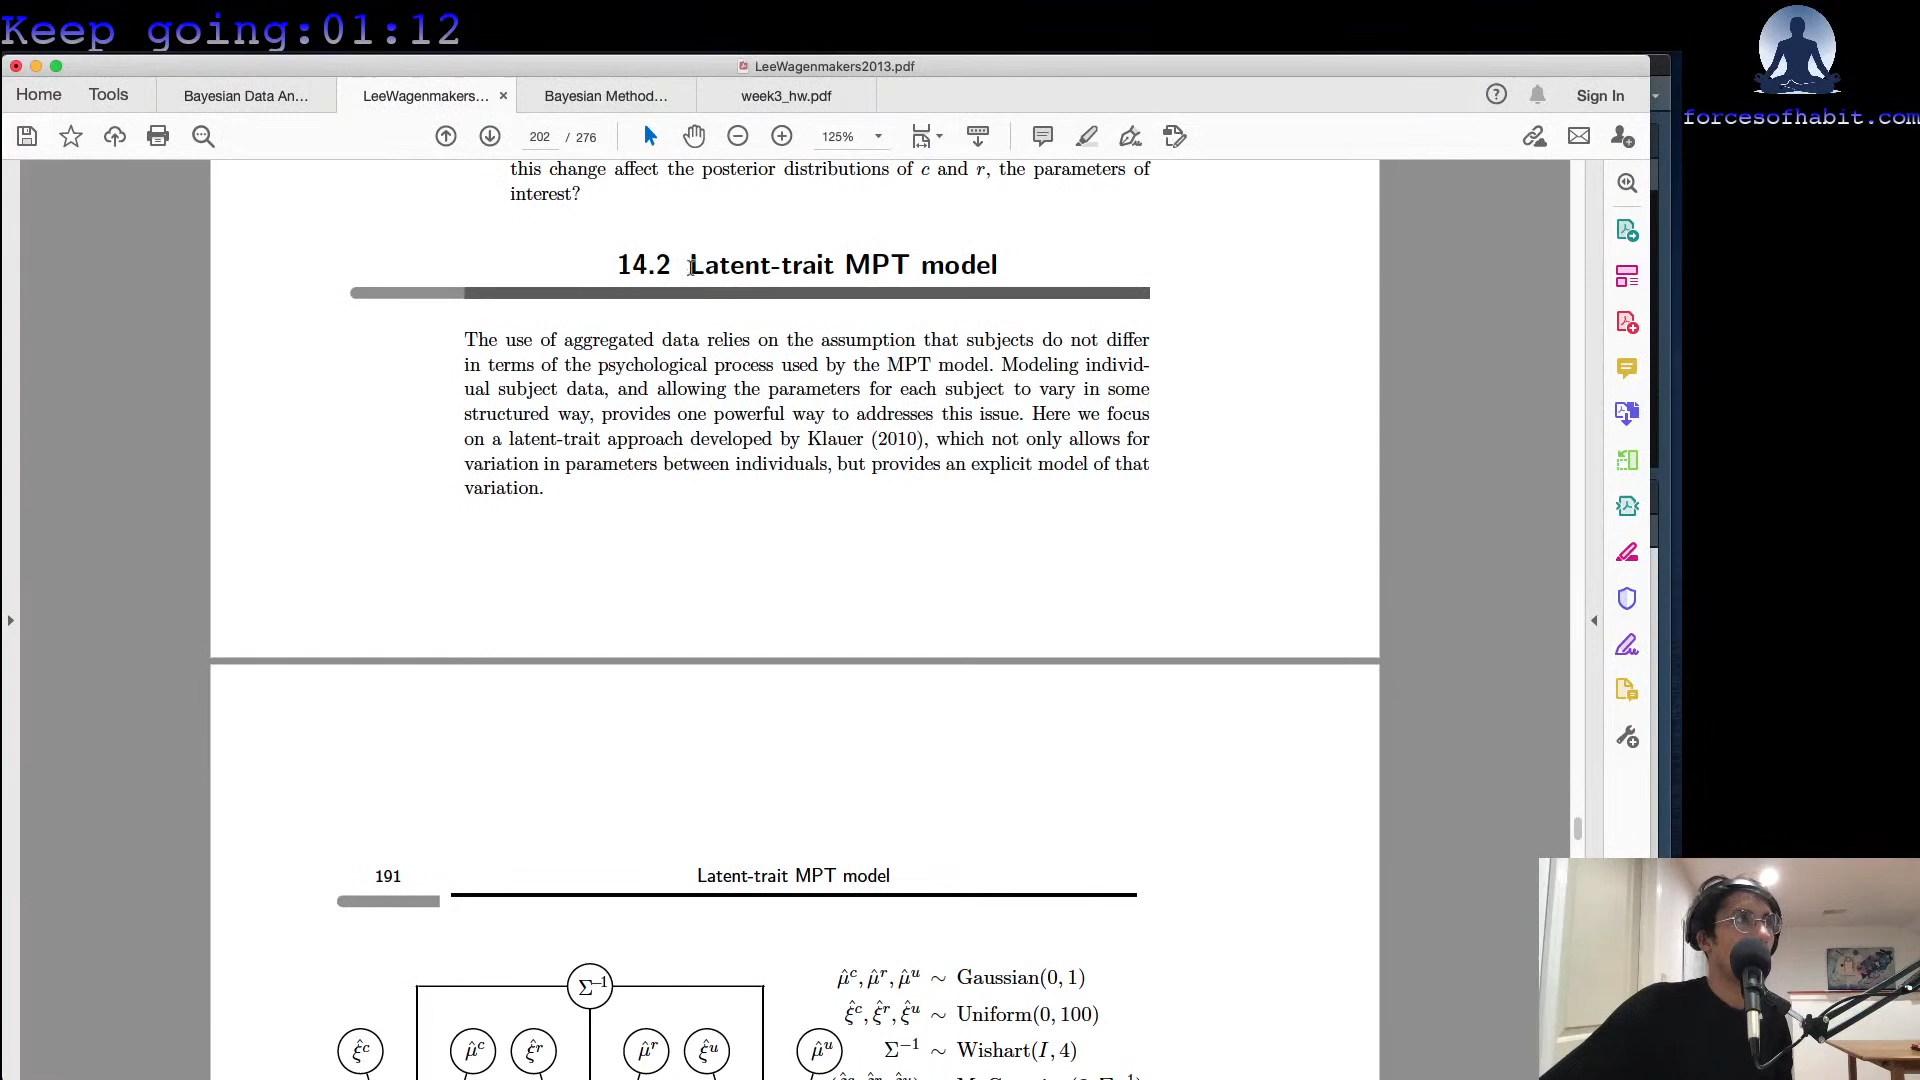 Keep going:01:12
forcesofhabit.com
LeeWagenmakers2013.pdf
Home
Tools
Bayesian Data An...
LeeWagenmakers...
Bayesian Method...
week3_hw.pdf
Sign In
202 / 276
125%
this change affect the posterior distributions of c and r, the parameters of
interest?
14.2 Latent-trait MPT model
The use of aggregated data relies on the assumption that subjects do not differ
in terms of the psychological process used by the MPT model. Modeling individ-
ual subject data, and allowing the parameters for each subject to vary in some
structured way, provides one powerful way to addresses this issue. Here we focus
on a latent-trait approach developed by Klauer (2010), which not only allows for
variation in parameters between individuals, but provides an explicit model of that
variation.
191
Latent-trait MPT model
Σ⁻¹
ξ̂ᶜ μ̂ᶜ ξ̂ʳ μ̂ʳ ξ̂ᵘ μ̂ᵘ
μ̂ᶜ, μ̂ʳ, μ̂ᵘ ∼ Gaussian(0, 1)
ξ̂ᶜ, ξ̂ʳ, ξ̂ᵘ ∼ Uniform(0, 100)
Σ⁻¹ ∼ Wishart(I, 4)